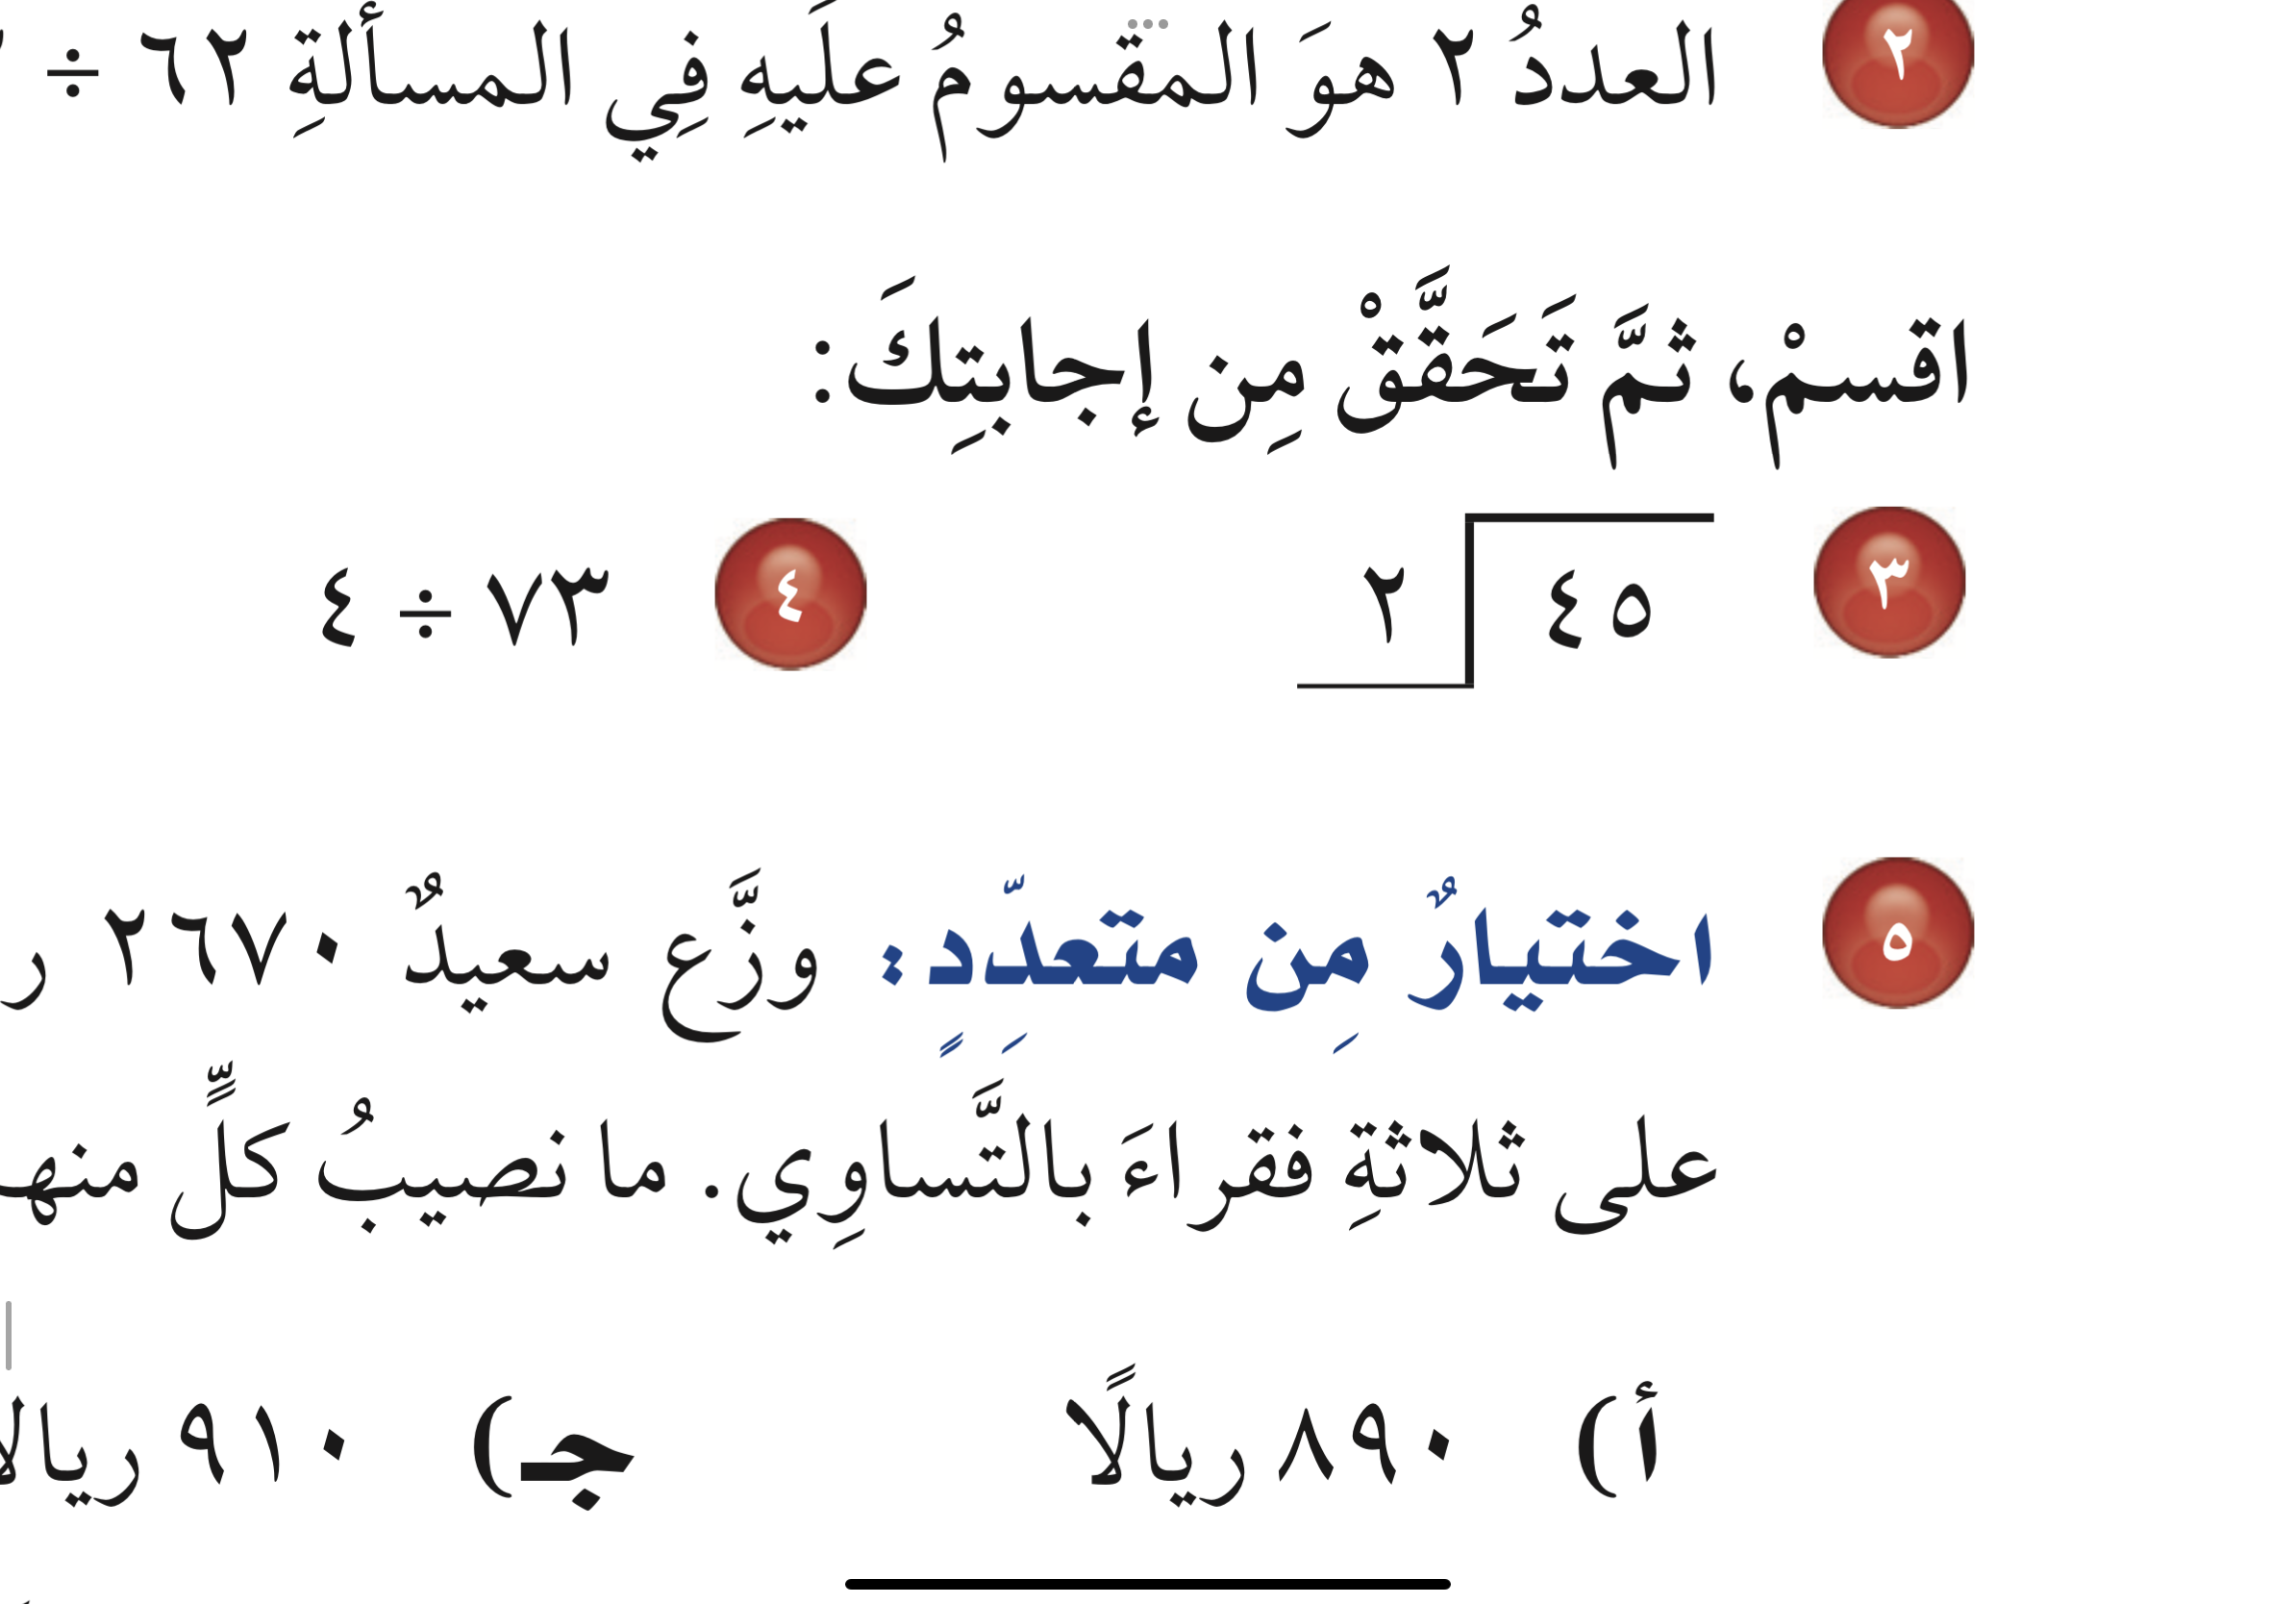 ٢ العددُ ٢ هوَ المقسومُ علَيهِ فِي المسألةِ ٦٢ ÷
اقسمْ، ثمَّ تَحَقَّقْ مِن إجابتِكَ:
٣ ٤٥ ٢ ٤ ٧٣ ÷ ٤
٥ اختيارٌ مِن متعدِّدٍ: وزَّع سعيدٌ ٢٦٧٠
على ثلاثةِ فقراءَ بالتَّساوِي. ما نصيبُ كلٍّ
أ) ٨٩٠ ريالًا جـ) ٩١٠